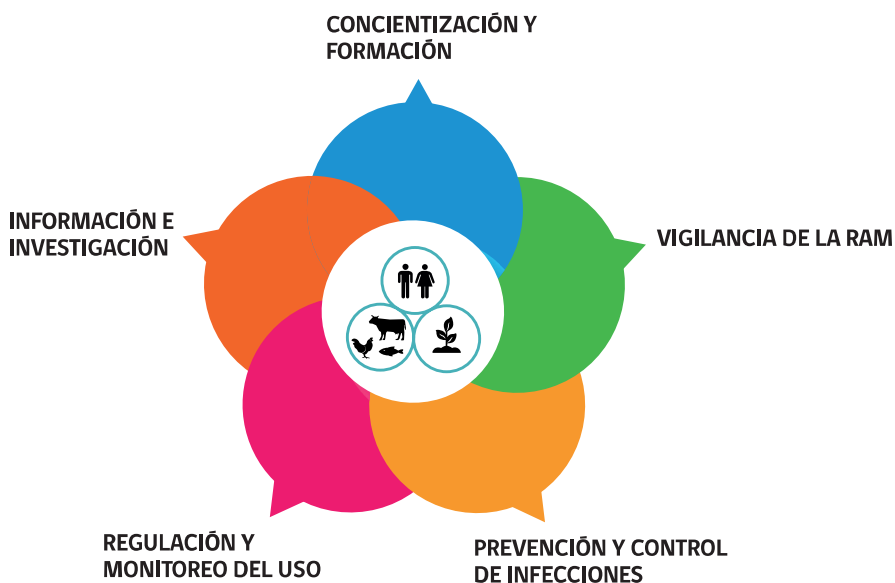 CONCIENTIZACIÓN Y
FORMACIÓN
INFORMACIÓN E
INVESTIGACIÓN
VIGILANCIA DE LA RAM
REGULACIÓN Y
MONITOREO DEL USO
PREVENCIÓN Y CONTROL
DE INFECCIONES